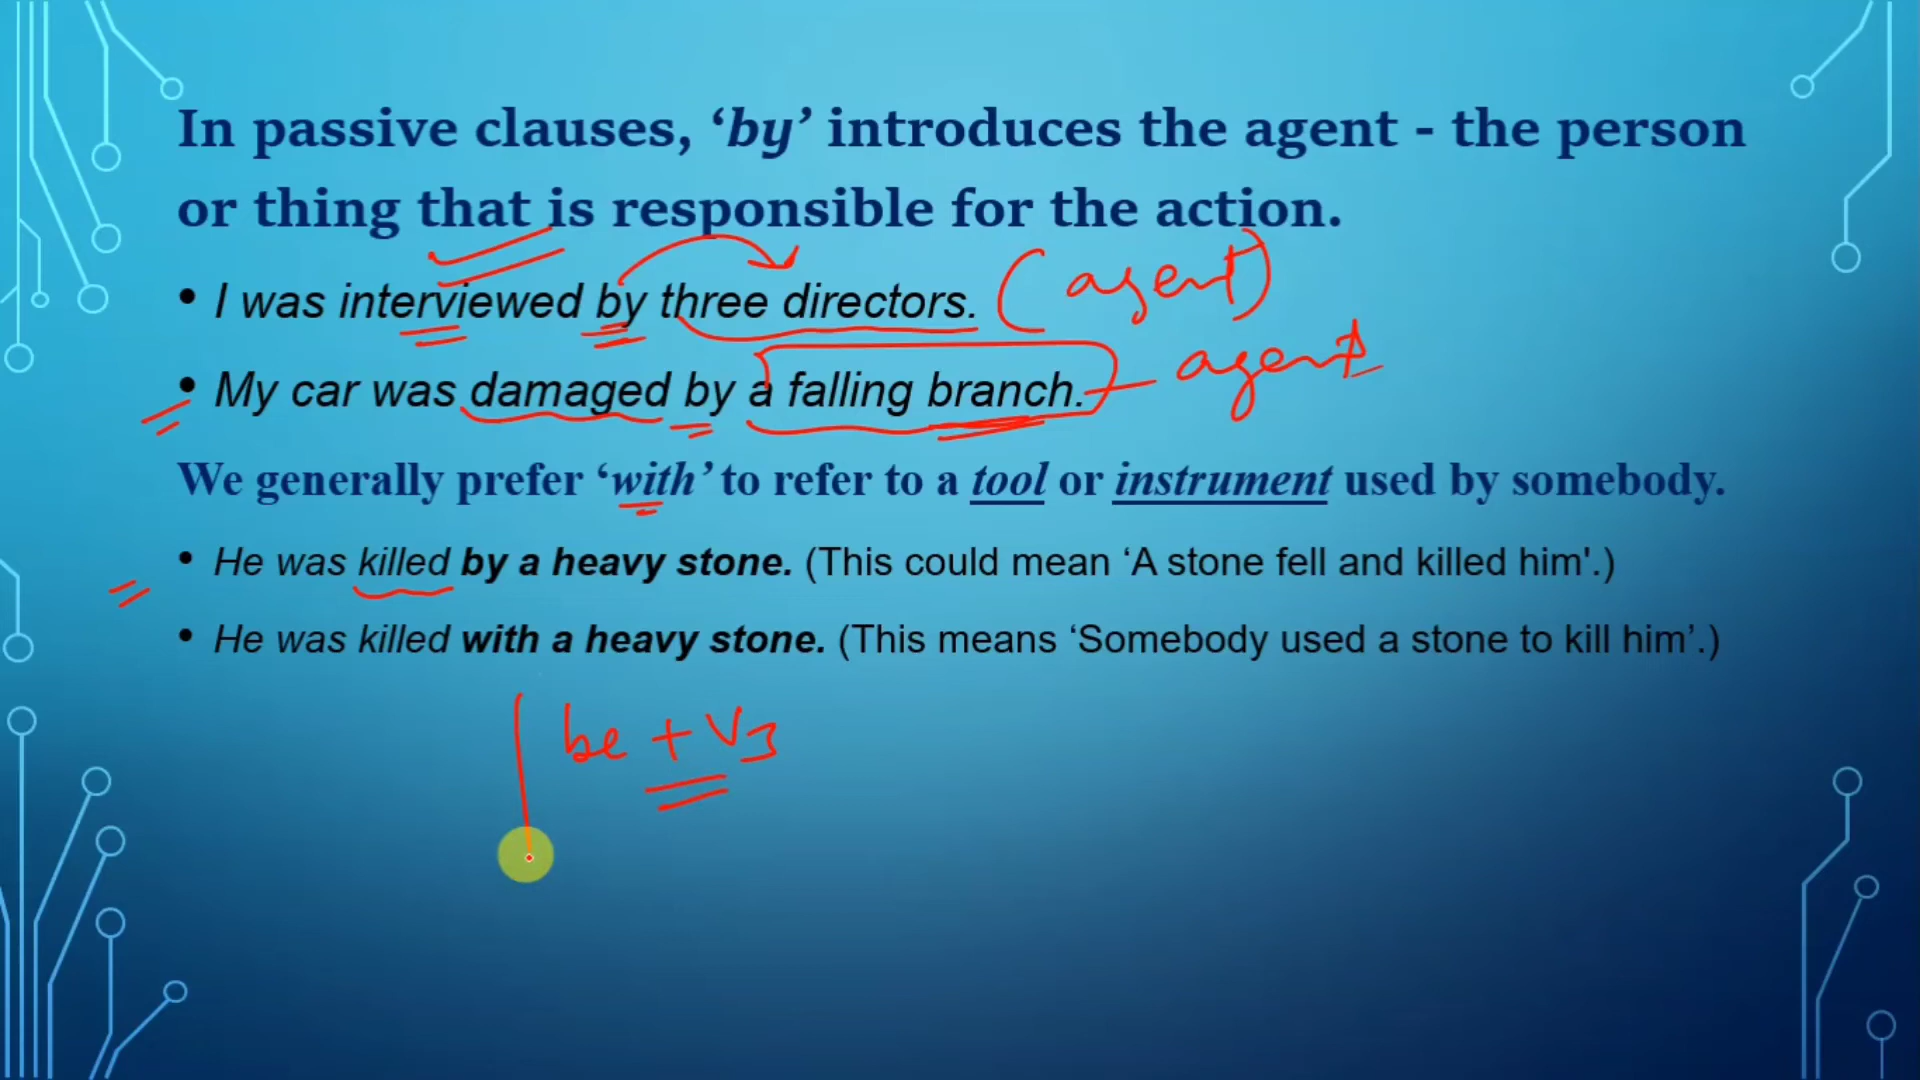 In passive clauses, ‘by’ introduces the agent - the person
or thing that is responsible for the action.
• I was interviewed by three directors. (agent)
• My car was damaged by a falling branch. agent
We generally prefer ‘with’ to refer to a tool or instrument used by somebody.
• He was killed by a heavy stone. (This could mean ‘A stone fell and killed him'.)
• He was killed with a heavy stone. (This means ‘Somebody used a stone to kill him’.)
be + V3